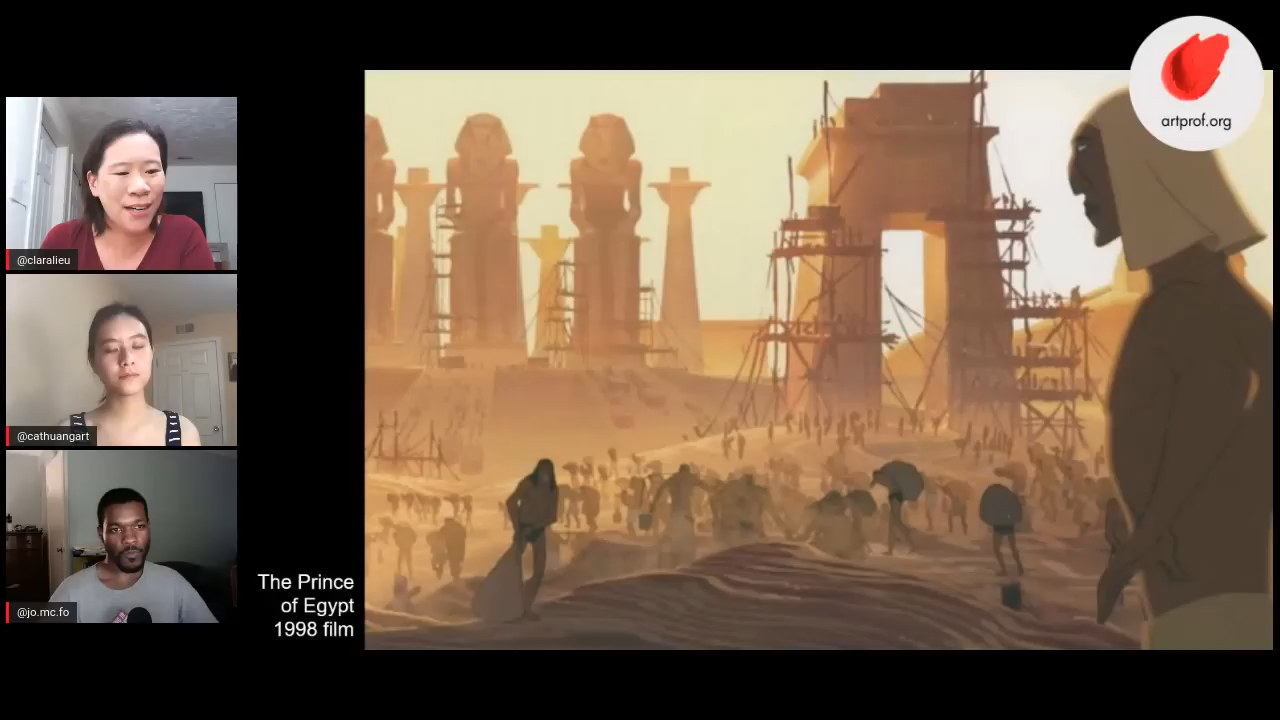 artprof.org
@claralieu
@cathuangart
@jo.mc.fo
The Prince
of Egypt
1998 film